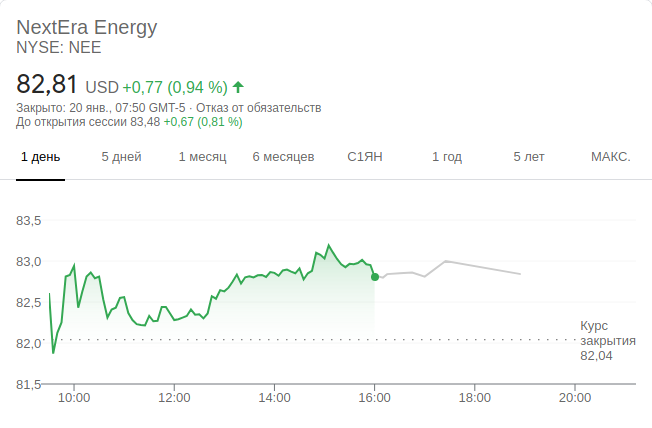 NextEra Energy
NYSE: NEE
82,81 USD +0,77 (0,94 %)
Закрыто: 20 янв., 07:50 GMT-5 · Отказ от обязательств
До открытия сессии 83,48 +0,67 (0,81 %)
1 день 5 дней 1 месяц 6 месяцев С1ЯН 1 год 5 лет МАКС.
83,5
83,0
82,5
82,0
81,5
Курс
закрытия
82,04
10:00 12:00 14:00 16:00 18:00 20:00